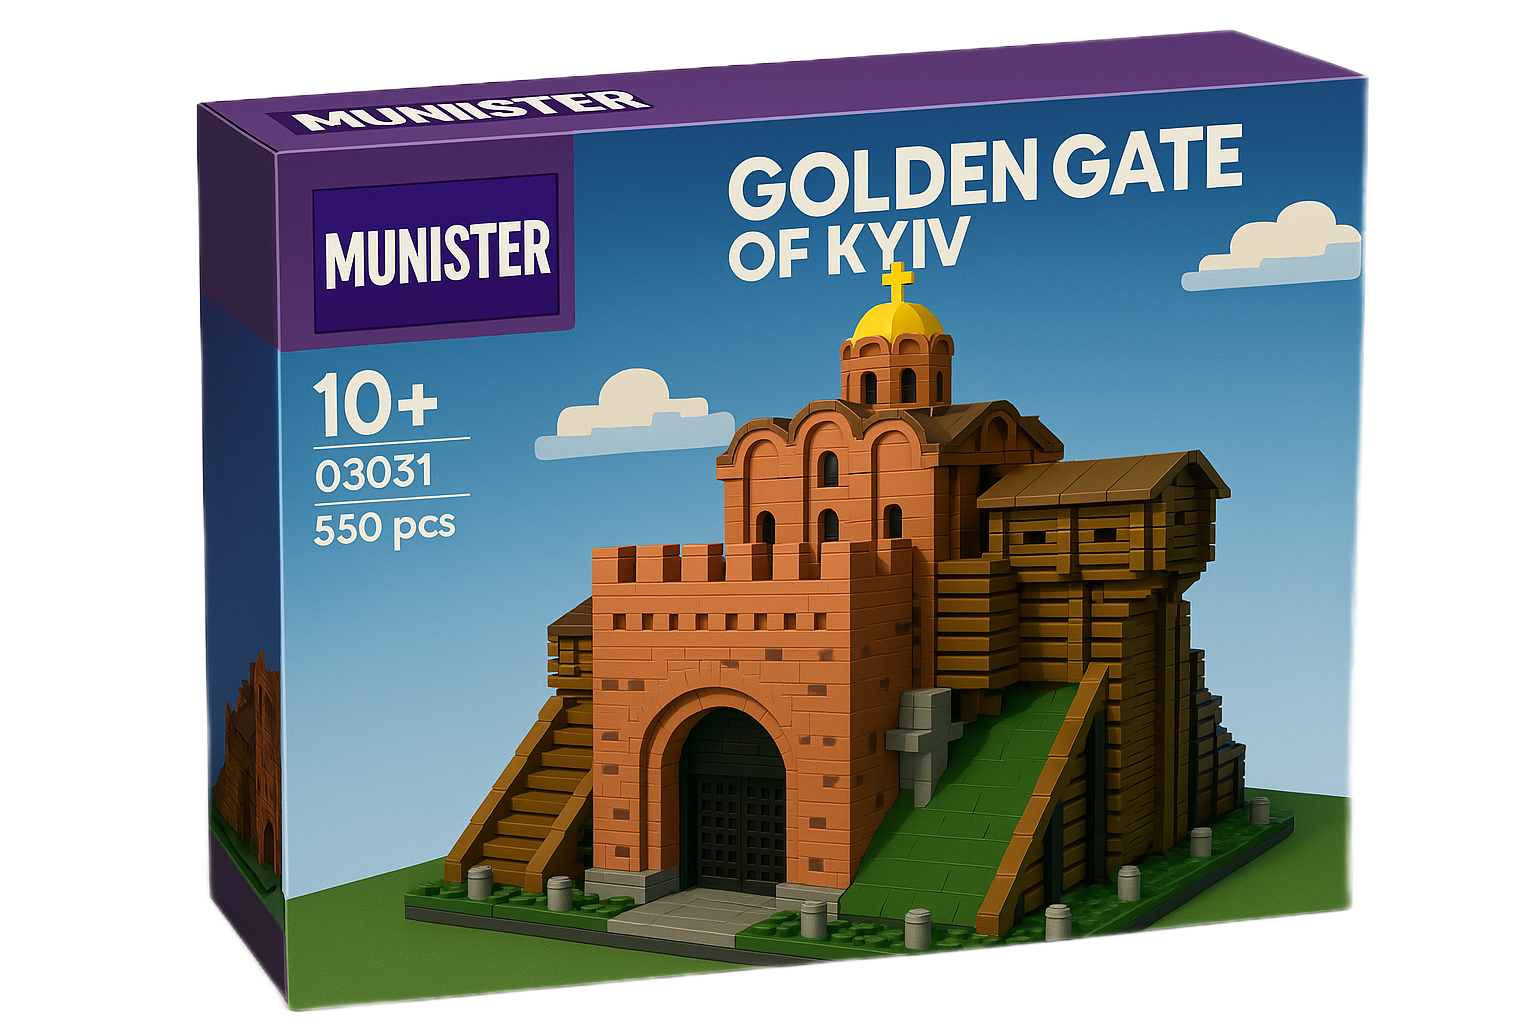 MUNIISTER
MUNISTER
GOLDEN GATE
OF KYIV
10+
03031
550 pcs